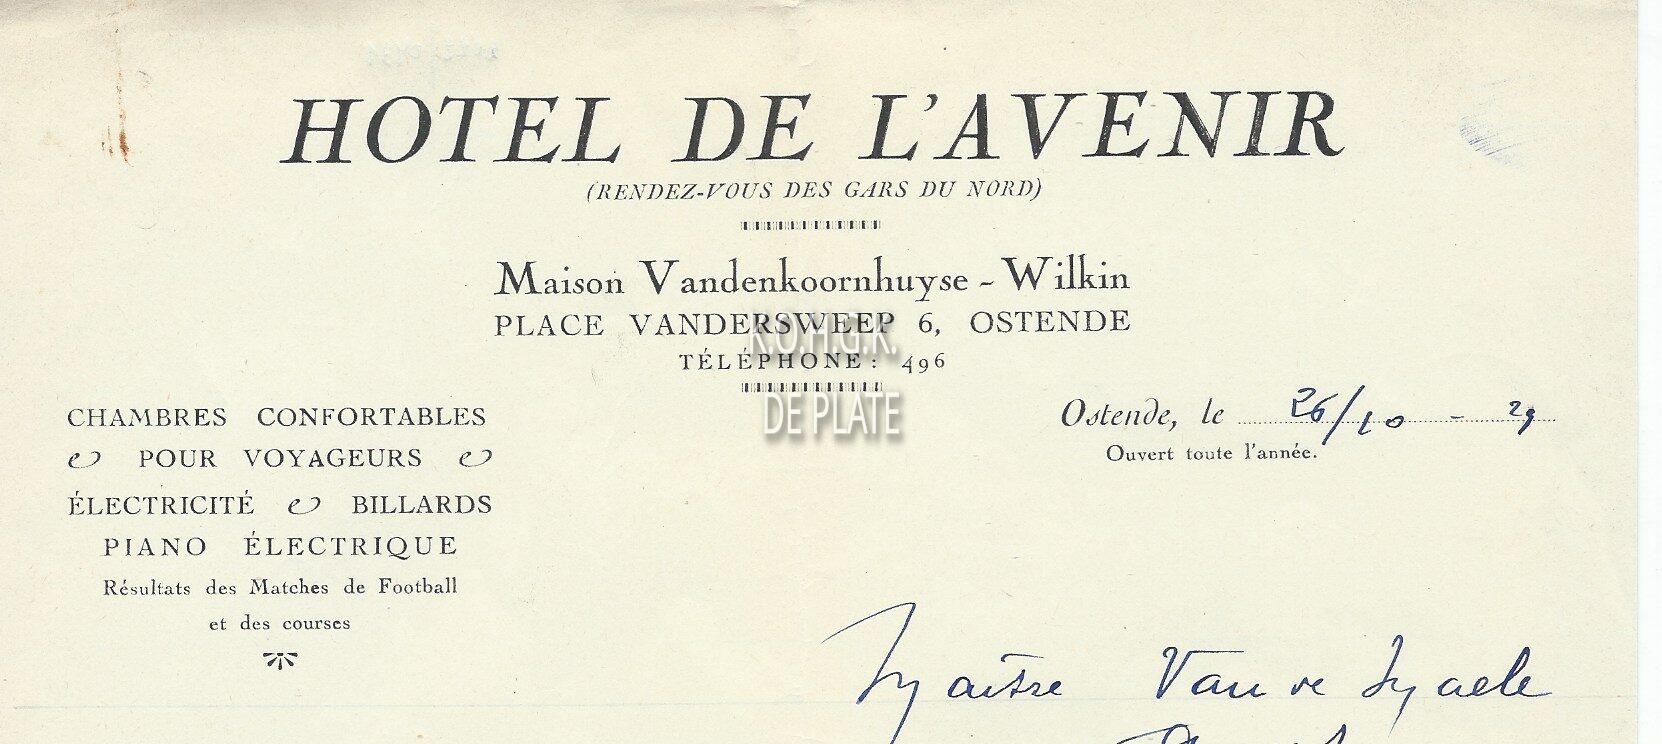 HOTEL DE L'AVENIR
(RENDEZ-VOUS DES GARS DU NORD)
Maison Vandenkoornhuyse - Wilkin
PLACE VANDERSWEEP 6, OSTENDE
TÉLÉPHONE: 496
K.O.H.G.K.
DE PLATE
CHAMBRES CONFORTABLES
POUR VOYAGEURS
ÉLECTRICITÉ BILLARDS
PIANO ÉLECTRIQUE
Résultats des Matches de Football
et des courses
Ostende, le 26/10 - 29
Ouvert toute l'année.
Maître Van